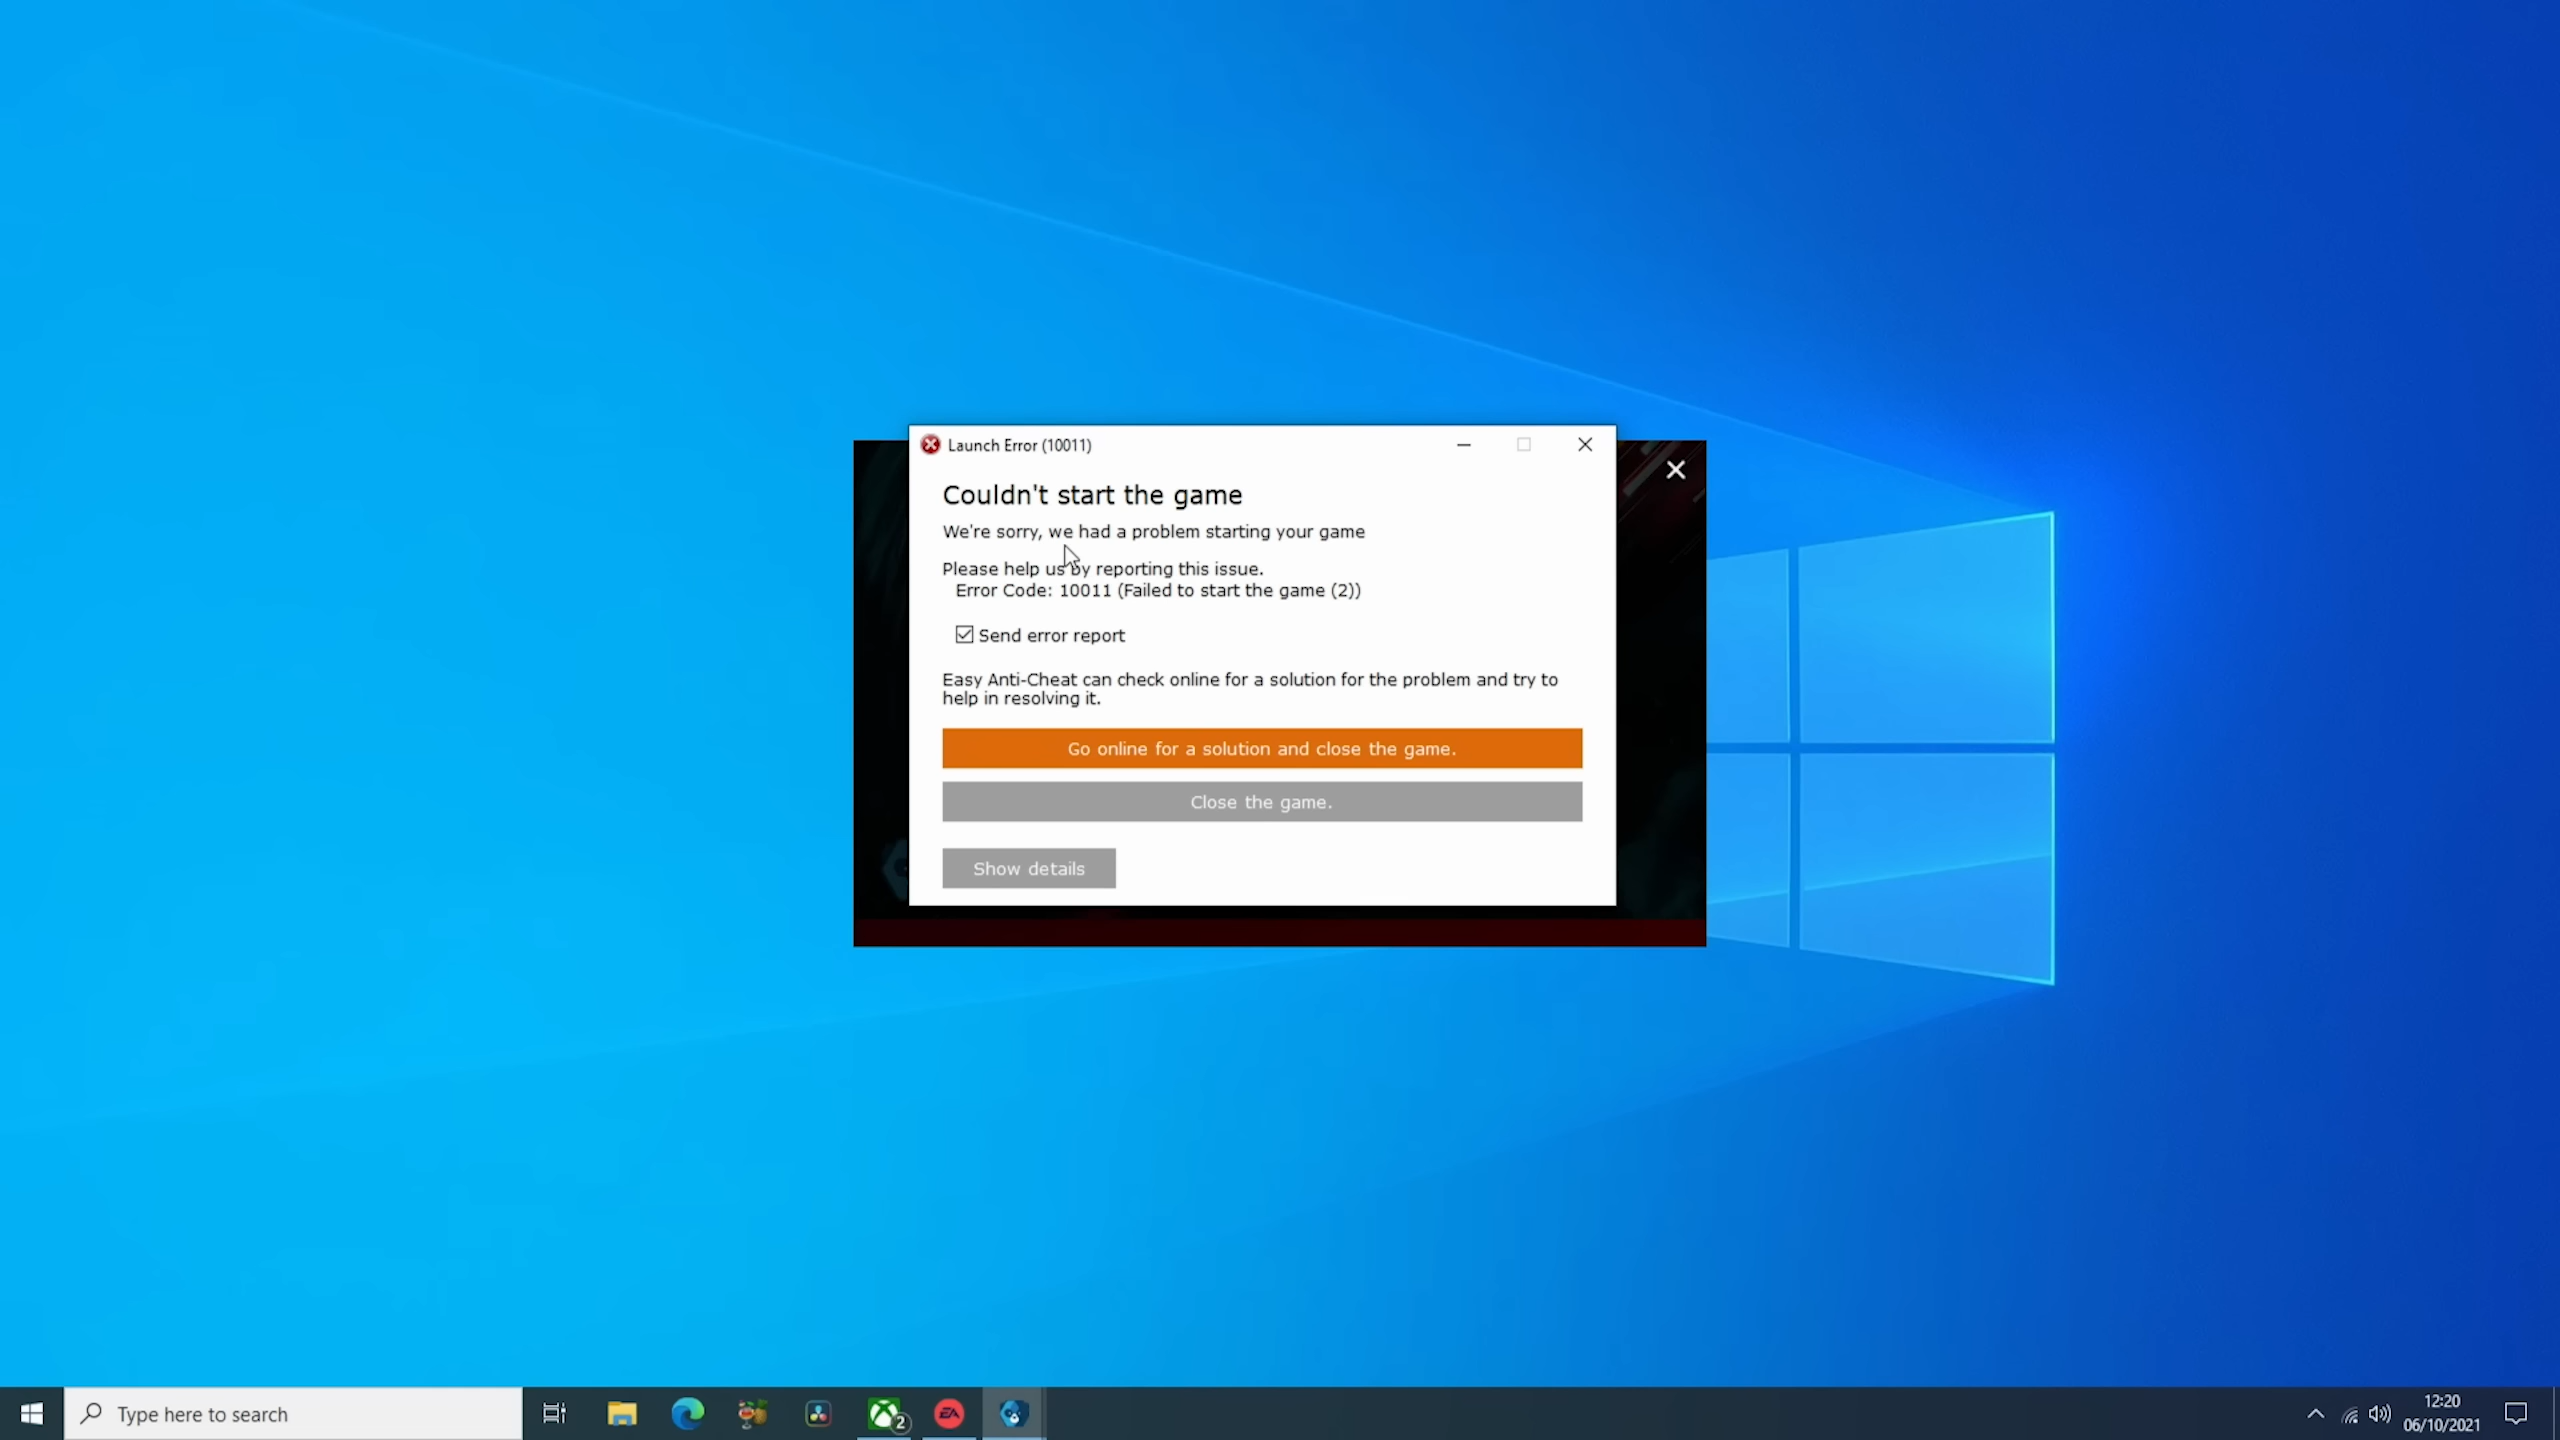 Launch Error (10011)
Couldn't start the game
We're sorry, we had a problem starting your game
Please help us by reporting this issue.
Error Code: 10011 (Failed to start the game (2))
Send error report
Easy Anti-Cheat can check online for a solution for the problem and try to
help in resolving it.
Go online for a solution and close the game.
Close the game.
Show details
Type here to search
2
EA
12:20
06/10/2021